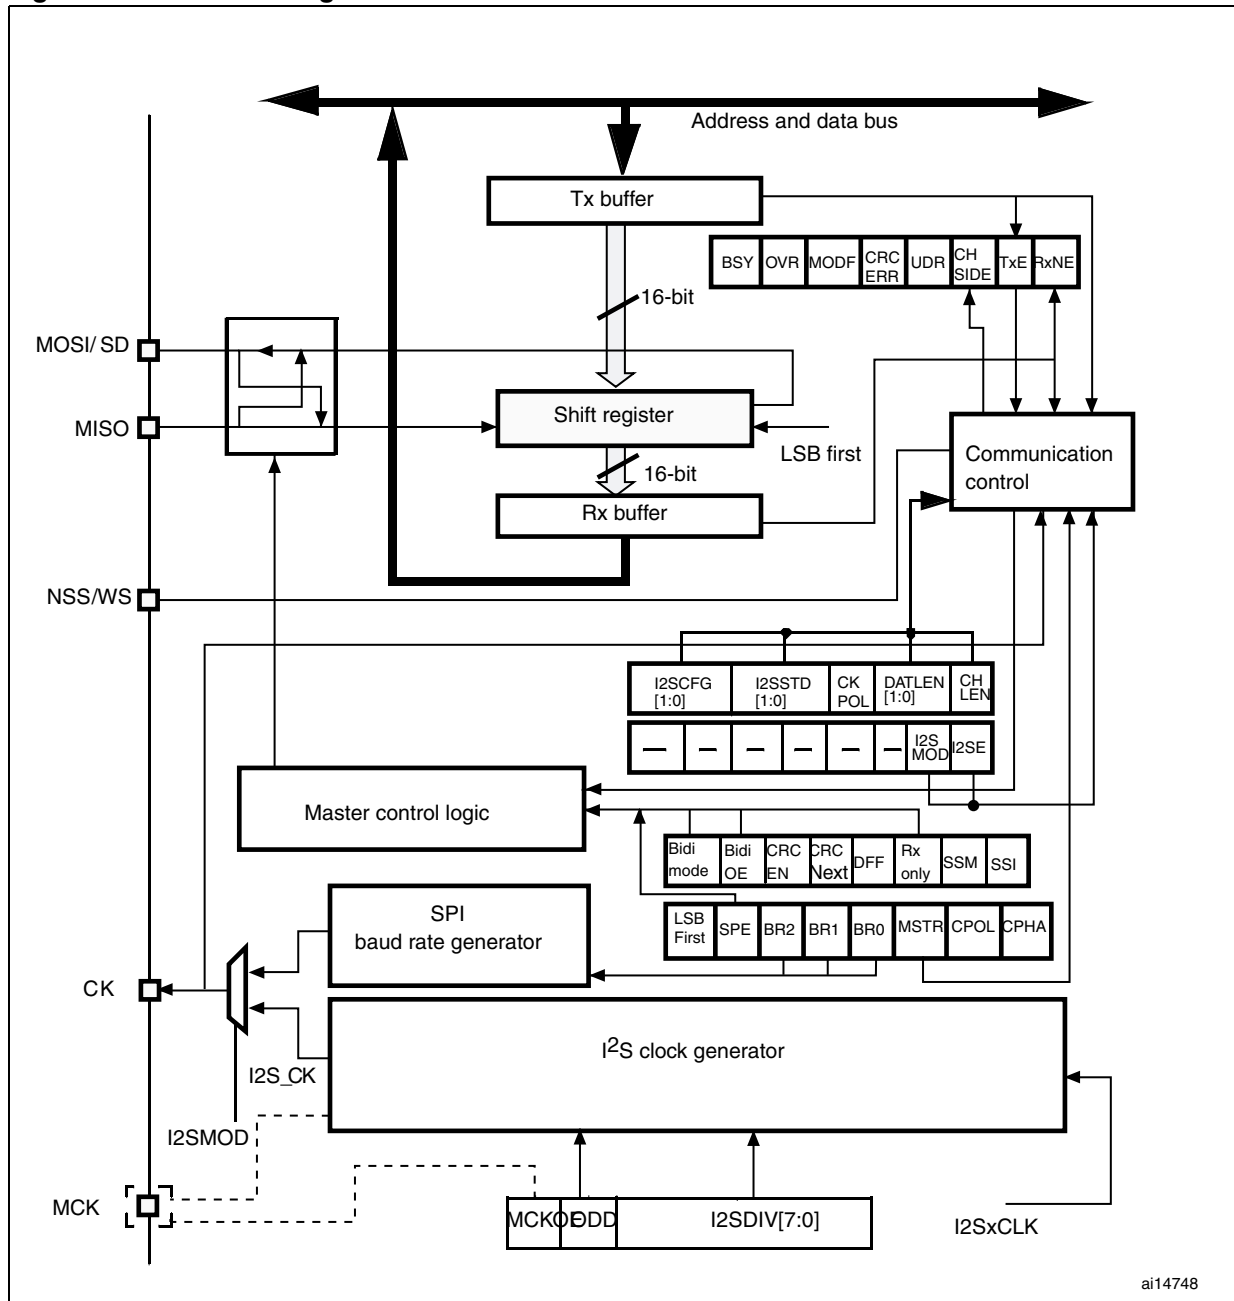 Address and data bus
Tx buffer
BSY OVR MODF CRC ERR UDR CH SIDE TxE RxNE
16-bit
MOSI/ SD
MISO
Shift register
LSB first
Communication
control
16-bit
Rx buffer
NSS/WS
I2SCFG [1:0] I2SSTD [1:0] CK POL DATLEN [1:0] CH LEN
— — — — — — I2S MOD I2SE
Master control logic
Bidi mode Bidi OE CRC EN CRC Next DFF Rx only SSM SSI
LSB First SPE BR2 BR1 BR0 MSTR CPOL CPHA
SPI
baud rate generator
CK
I2S clock generator
I2S_CK
I2SMOD
MCK
MCKOE ODD I2SDIV[7:0]
I2SxCLK
ai14748